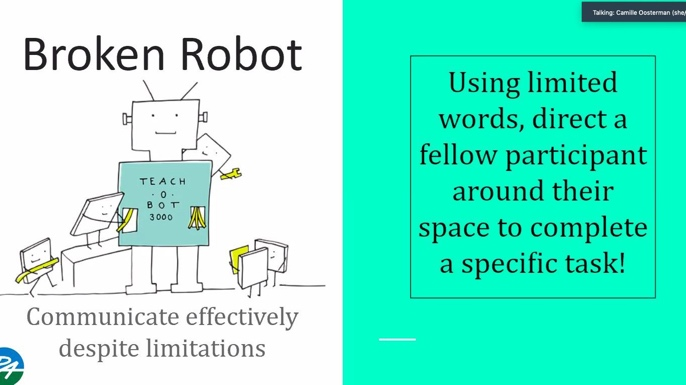 Talking: Camille Oosterman (she/
Broken Robot
TEACH
·O·
BOT
3000
Communicate effectively
despite limitations
Using limited
words, direct a
fellow participant
around their
space to complete
a specific task!